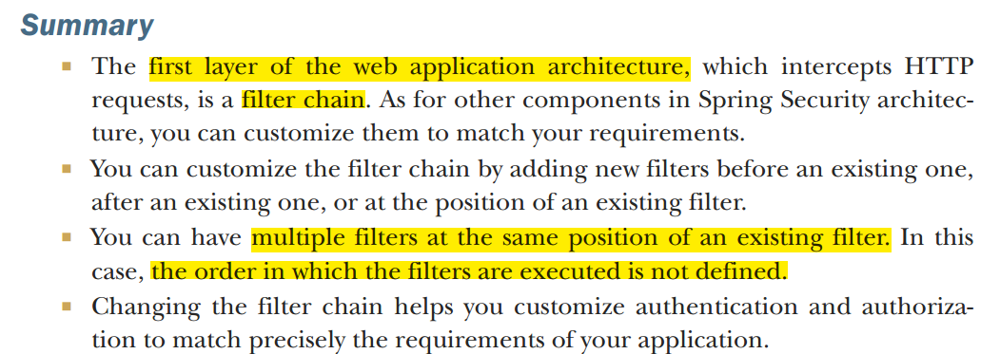 Summary
▪ The first layer of the web application architecture, which intercepts HTTP
requests, is a filter chain. As for other components in Spring Security architec-
ture, you can customize them to match your requirements.
▪ You can customize the filter chain by adding new filters before an existing one,
after an existing one, or at the position of an existing filter.
▪ You can have multiple filters at the same position of an existing filter. In this
case, the order in which the filters are executed is not defined.
▪ Changing the filter chain helps you customize authentication and authoriza-
tion to match precisely the requirements of your application.